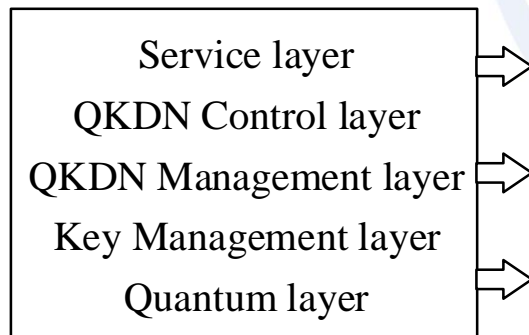 Service layer
QKDN Control layer
QKDN Management layer
Key Management layer
Quantum layer